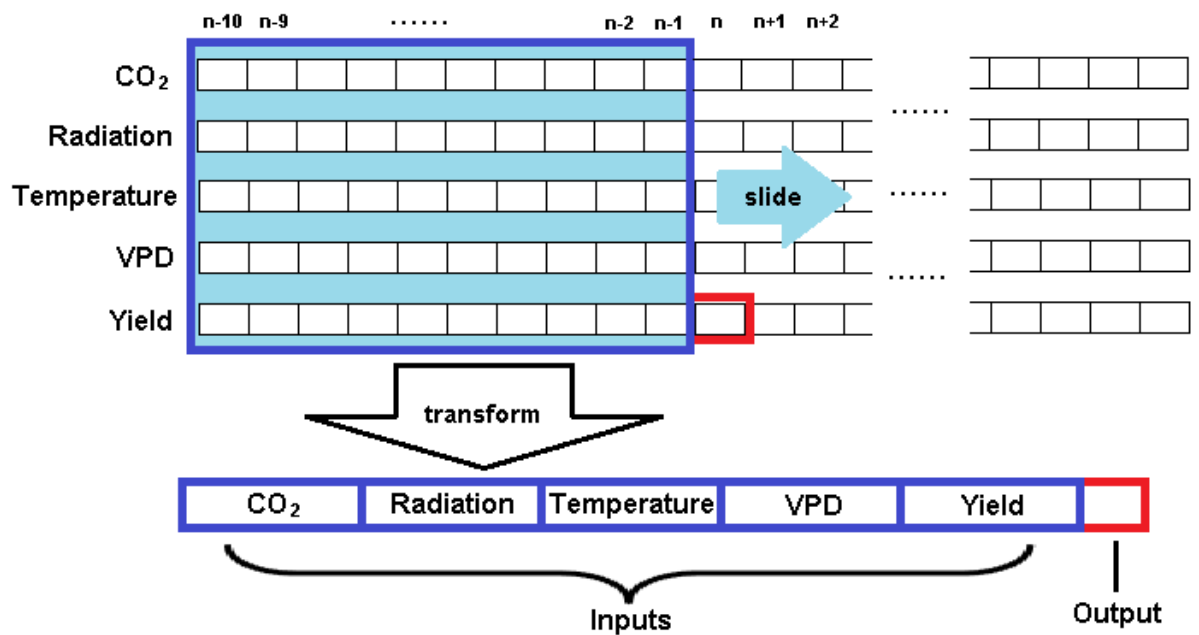 n-10 n-9 ...... n-2 n-1 n n+1 n+2
CO₂
......
Radiation
Temperature
slide
......
VPD
......
Yield
transform
CO₂ Radiation Temperature VPD Yield
Inputs
Output